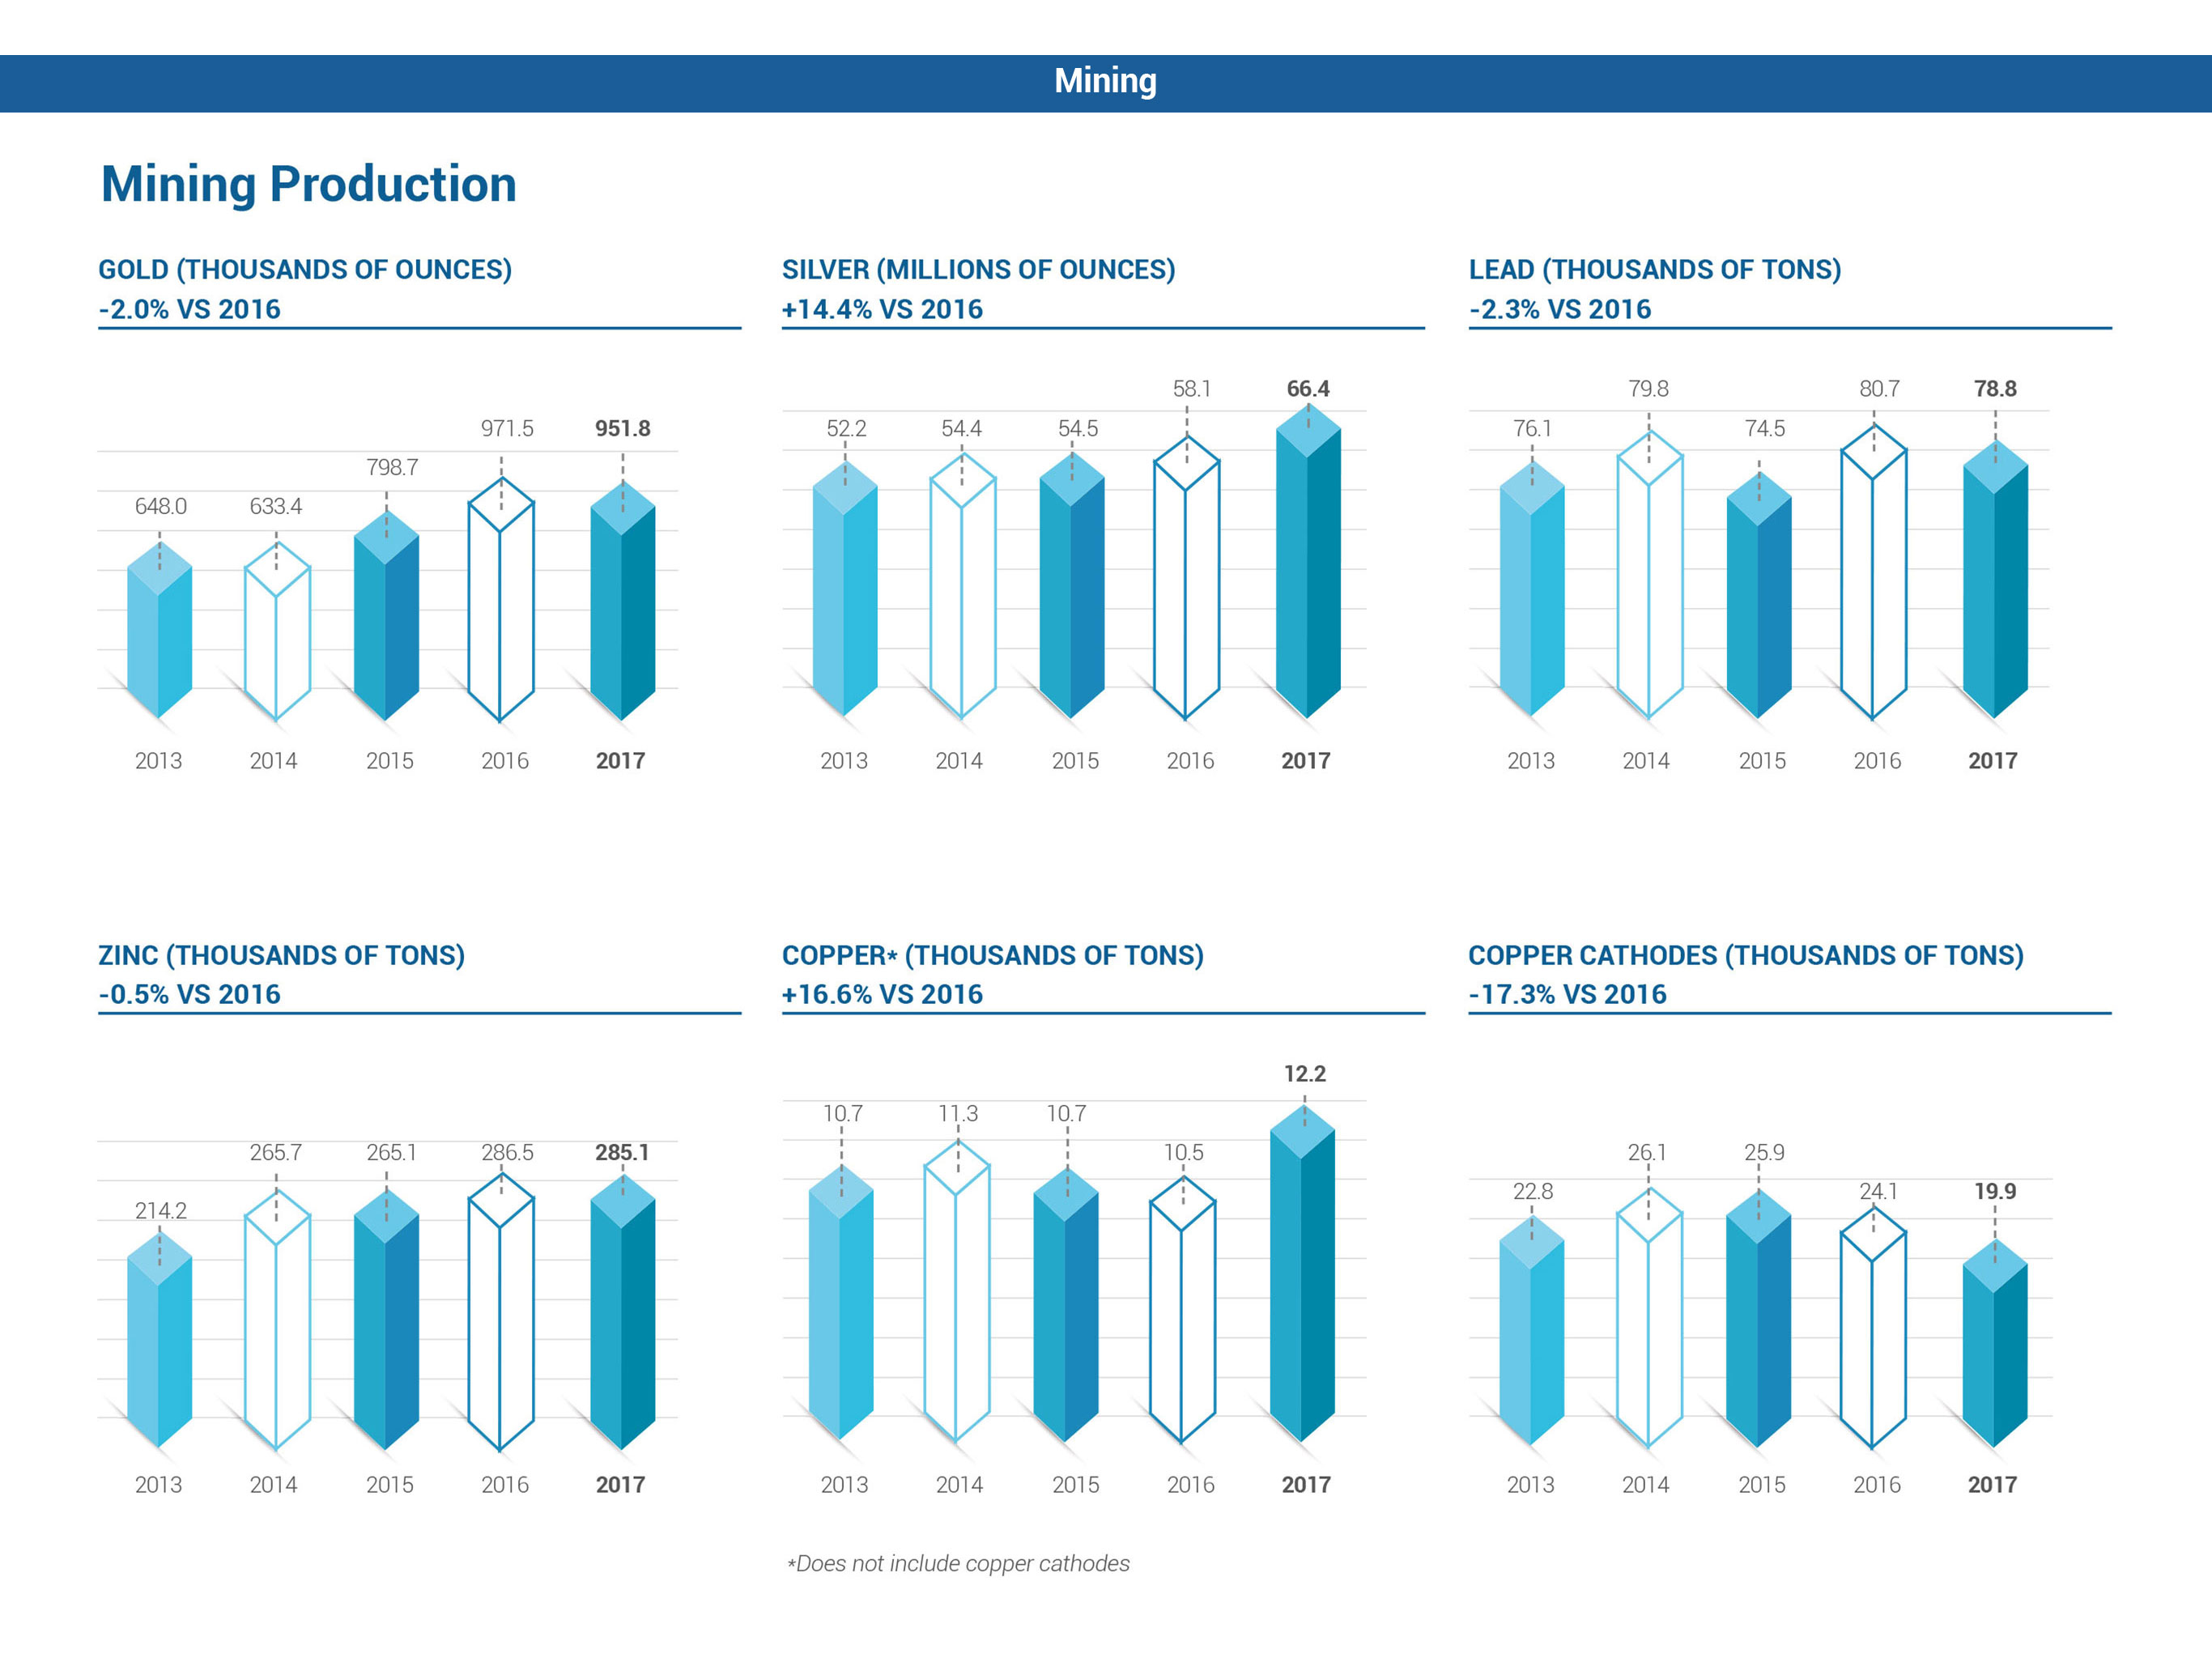 Mining
Mining Production
GOLD (THOUSANDS OF OUNCES)
-2.0% VS 2016
648.0 633.4 798.7 971.5 951.8
2013 2014 2015 2016 2017
SILVER (MILLIONS OF OUNCES)
+14.4% VS 2016
52.2 54.4 54.5 58.1 66.4
2013 2014 2015 2016 2017
LEAD (THOUSANDS OF TONS)
-2.3% VS 2016
76.1 79.8 74.5 80.7 78.8
2013 2014 2015 2016 2017
ZINC (THOUSANDS OF TONS)
-0.5% VS 2016
214.2 265.7 265.1 286.5 285.1
2013 2014 2015 2016 2017
COPPER* (THOUSANDS OF TONS)
+16.6% VS 2016
10.7 11.3 10.7 10.5 12.2
2013 2014 2015 2016 2017
*Does not include copper cathodes
COPPER CATHODES (THOUSANDS OF TONS)
-17.3% VS 2016
22.8 26.1 25.9 24.1 19.9
2013 2014 2015 2016 2017